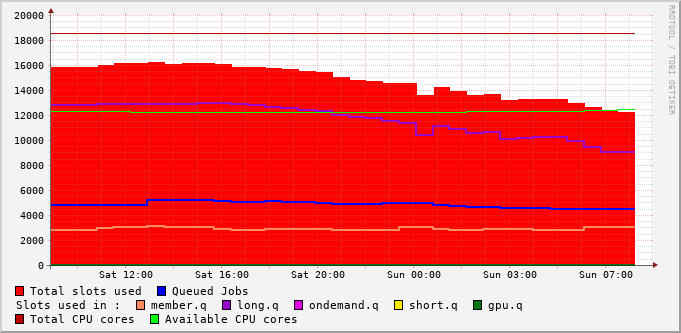 RRDTOOL / TOBI OETIKER
20000
18000
16000
14000
12000
10000
8000
6000
4000
2000
0
Sat 12:00 Sat 16:00 Sat 20:00 Sun 00:00 Sun 03:00 Sun 07:00
Total slots used Queued Jobs
Slots used in : member.q long.q ondemand.q short.q gpu.q
Total CPU cores Available CPU cores